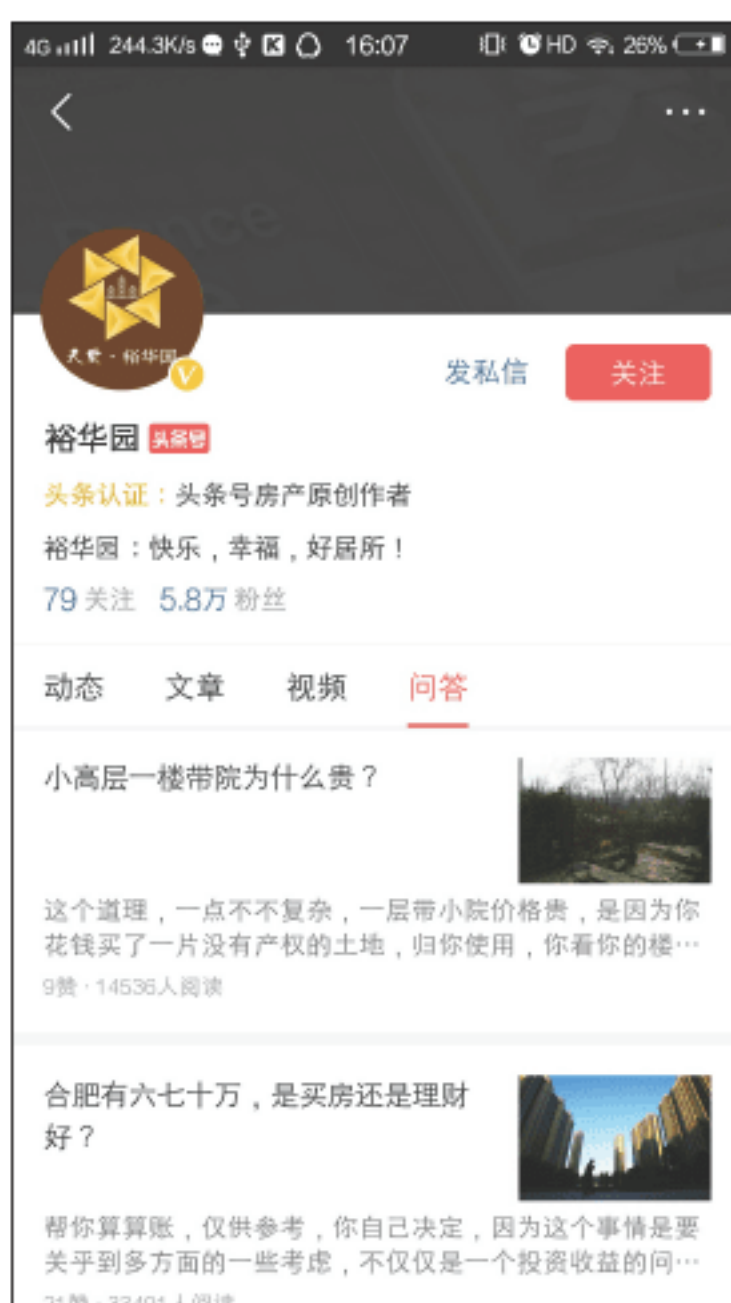 4G 244.3K/s 16:07 HD 26%
天紫·裕华园
发私信 关注
裕华园 头条号
头条认证：头条号房产原创作者
裕华园：快乐，幸福，好居所！
79 关注 5.8万 粉丝
动态 文章 视频 问答
小高层一楼带院为什么贵？
这个道理，一点不不复杂，一层带小院价格贵，是因为你
花钱买了一片没有产权的土地，归你使用，你看你的楼…
9赞 · 14536人阅读
合肥有六七十万，是买房还是理财
好？
帮你算算账，仅供参考，你自己决定，因为这个事情是要
关乎到多方面的一些考虑，不仅仅是一个投资收益的问…